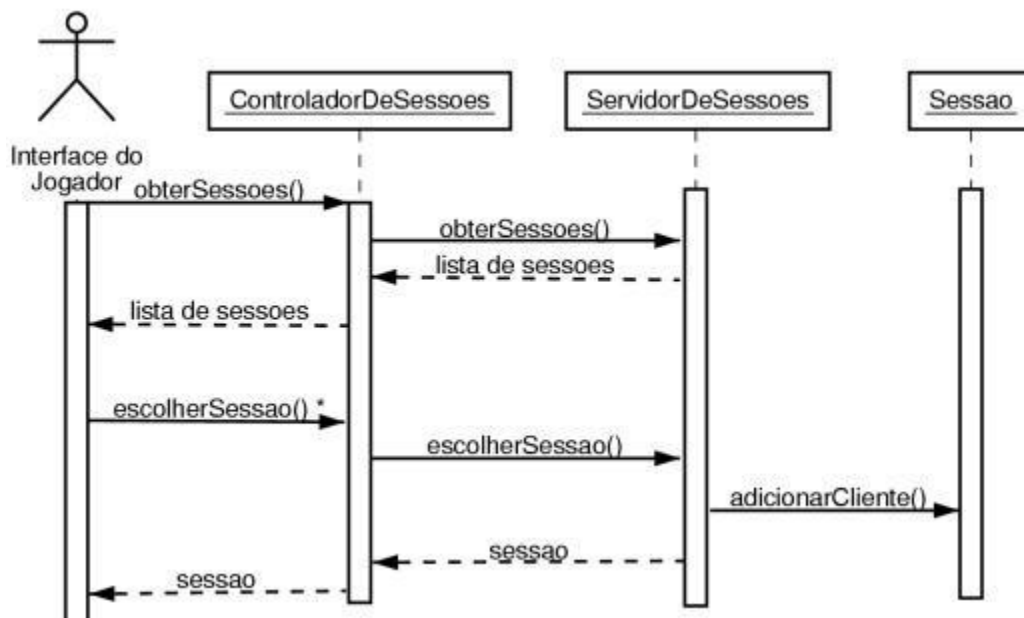 ControladorDeSessoes
ServidorDeSessoes
Sessao
Interface do
Jogador
obterSessoes()
obterSessoes()
lista de sessoes
lista de sessoes
escolherSessao() *
escolherSessao()
adicionarCliente()
sessao
sessao